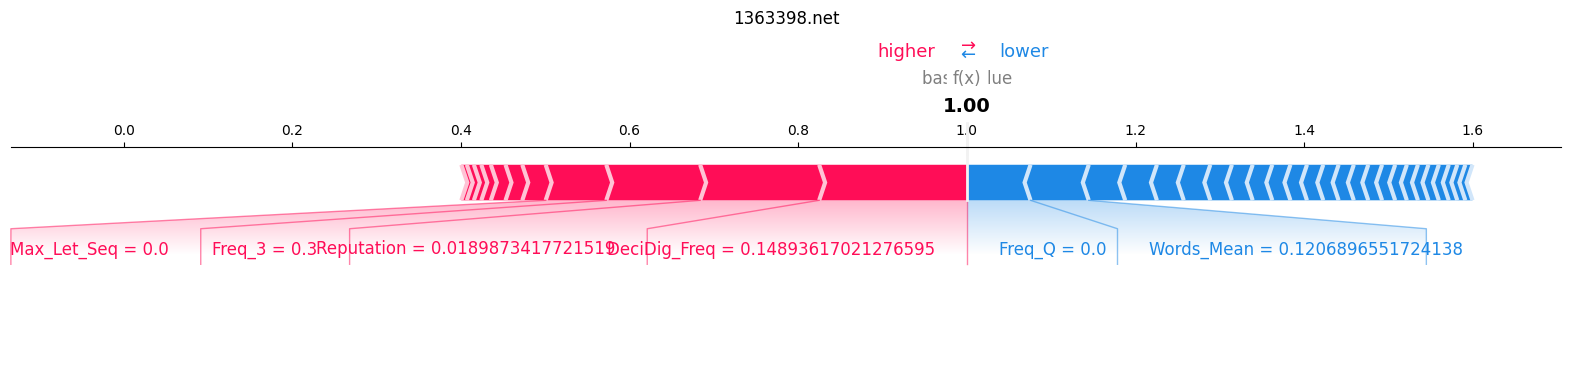 1363398.net
higher ⇄ lower
bas f(x) lue
1.00
0.0 0.2 0.4 0.6 0.8 1.0 1.2 1.4 1.6
Max_Let_Seq = 0.0 Freq_3 = 0.3 Reputation = 0.0189873417721519 DeciDig_Freq = 0.14893617021276595 Freq_Q = 0.0 Words_Mean = 0.1206896551724138